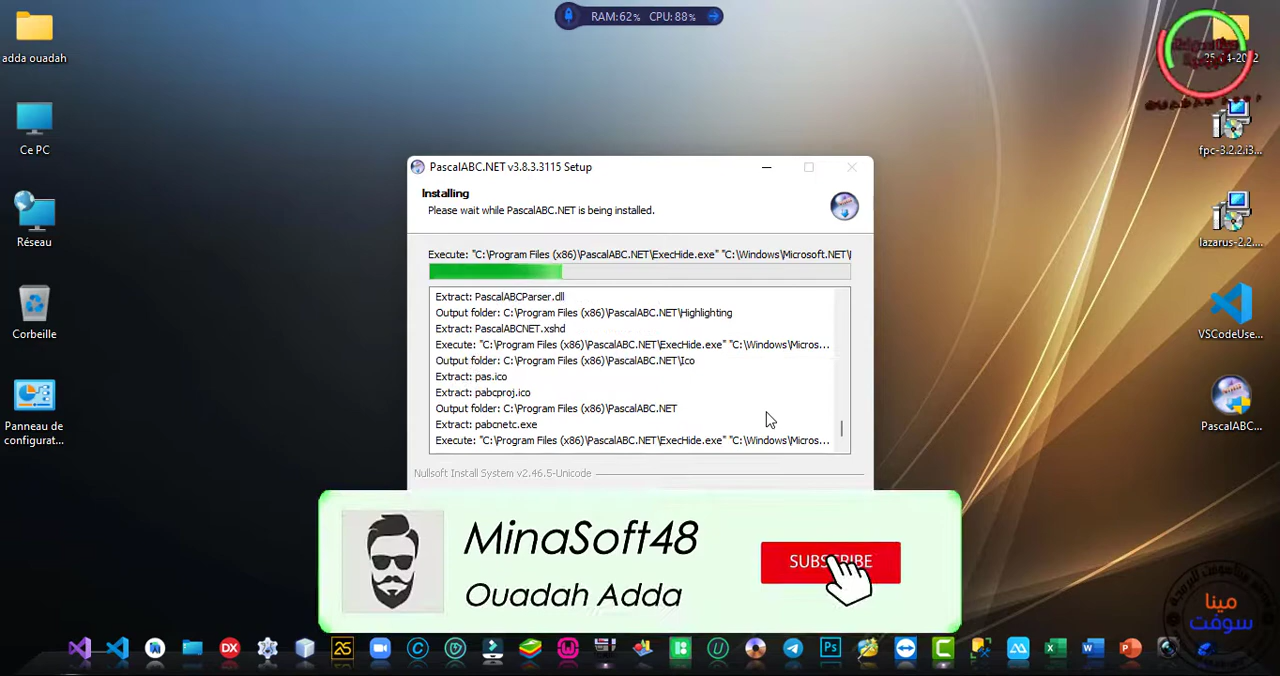 RAM:62% CPU:88%
adda ouadah
Ce PC
fpc-3.2.2.i3...
Réseau
lazarus-2.2....
Corbeille
VSCodeUse...
Panneau de
configurat...
PascalABC...
PascalABC.NET v3.8.3.3115 Setup
Installing
Please wait while PascalABC.NET is being installed.
Execute: "C:\Program Files (x86)\PascalABC.NET\ExecHide.exe" "C:\Windows\Microsoft.NET\
Extract: PascalABCParser.dll
Output folder: C:\Program Files (x86)\PascalABC.NET\Highlighting
Extract: PascalABCNET.xshd
Execute: "C:\Program Files (x86)\PascalABC.NET\ExecHide.exe" "C:\Windows\Micros...
Output folder: C:\Program Files (x86)\PascalABC.NET\Ico
Extract: pas.ico
Extract: pabcproj.ico
Output folder: C:\Program Files (x86)\PascalABC.NET
Extract: pabcnetc.exe
Execute: "C:\Program Files (x86)\PascalABC.NET\ExecHide.exe" "C:\Windows\Micros...
Nullsoft Install System v2.46.5-Unicode
MinaSoft48
Ouadah Adda
SUBSCRIBE
مينا
سوفت